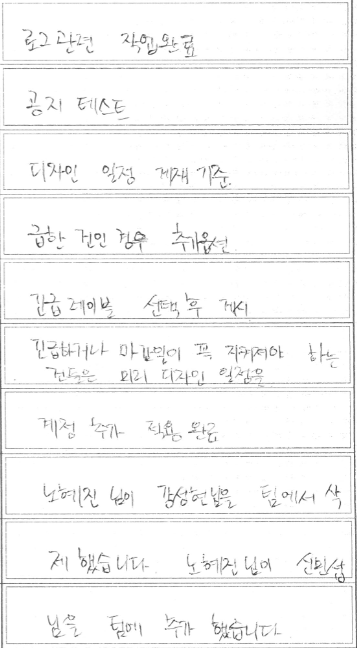 로그관련 작업완료
공지 테스트
디자인 일정 게재 기준.
급한 건인 경우 추가옵션
긴급 레이블 선택 후 게시
긴급하거나 마감일이 꼭 지켜져야 하는
건들은 미리 디자인 일정을
계정 추가 적용 완료
노혜진 님이 강성현님을 팀에서 삭
제 했습니다. 노혜진님이 신민섭
님을 팀에 추가 했습니다.